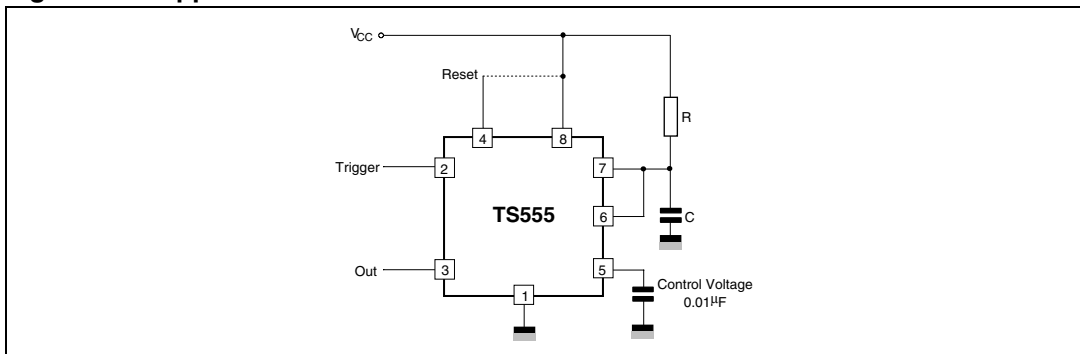 VCC
Reset
R
4
8
Trigger
2
7
TS555
6
C
Out
3
5
Control Voltage
0.01µF
1